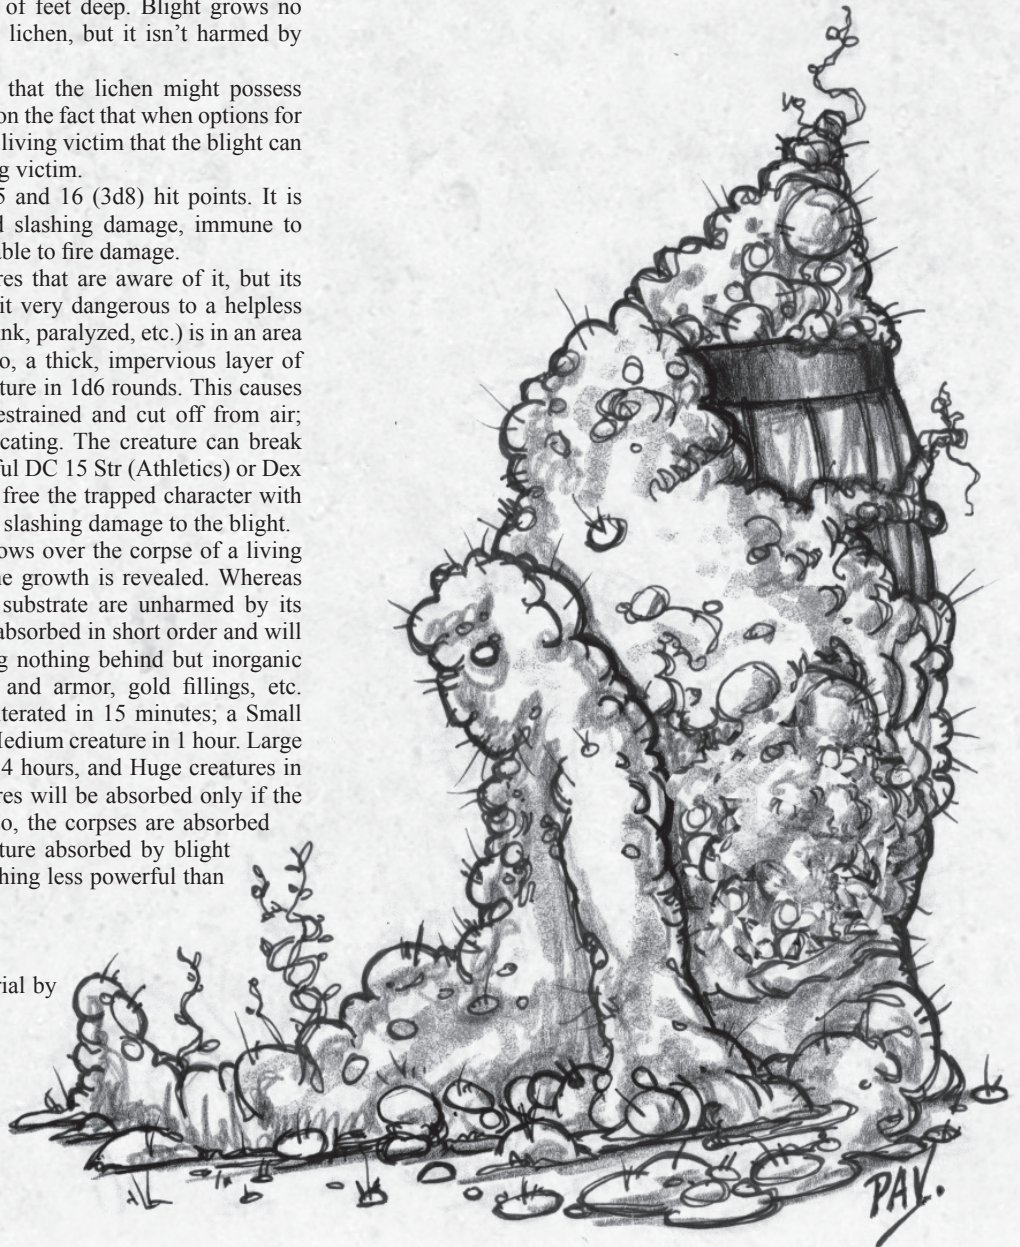 of feet deep. Blight grows no
lichen, but it isn’t harmed by
that the lichen might possess
on the fact that when options for
living victim that the blight can
g victim.
5 and 16 (3d8) hit points. It is
d slashing damage, immune to
able to fire damage.
res that are aware of it, but its
it very dangerous to a helpless
nk, paralyzed, etc.) is in an area
o, a thick, impervious layer of
ture in 1d6 rounds. This causes
estrained and cut off from air;
cating. The creature can break
ful DC 15 Str (Athletics) or Dex
free the trapped character with
slashing damage to the blight.
ows over the corpse of a living
ne growth is revealed. Whereas
substrate are unharmed by its
absorbed in short order and will
g nothing behind but inorganic
and armor, gold fillings, etc.
iterated in 15 minutes; a Small
Medium creature in 1 hour. Large
4 hours, and Huge creatures in
res will be absorbed only if the
o, the corpses are absorbed
ture absorbed by blight
hing less powerful than
rial by
PAV.